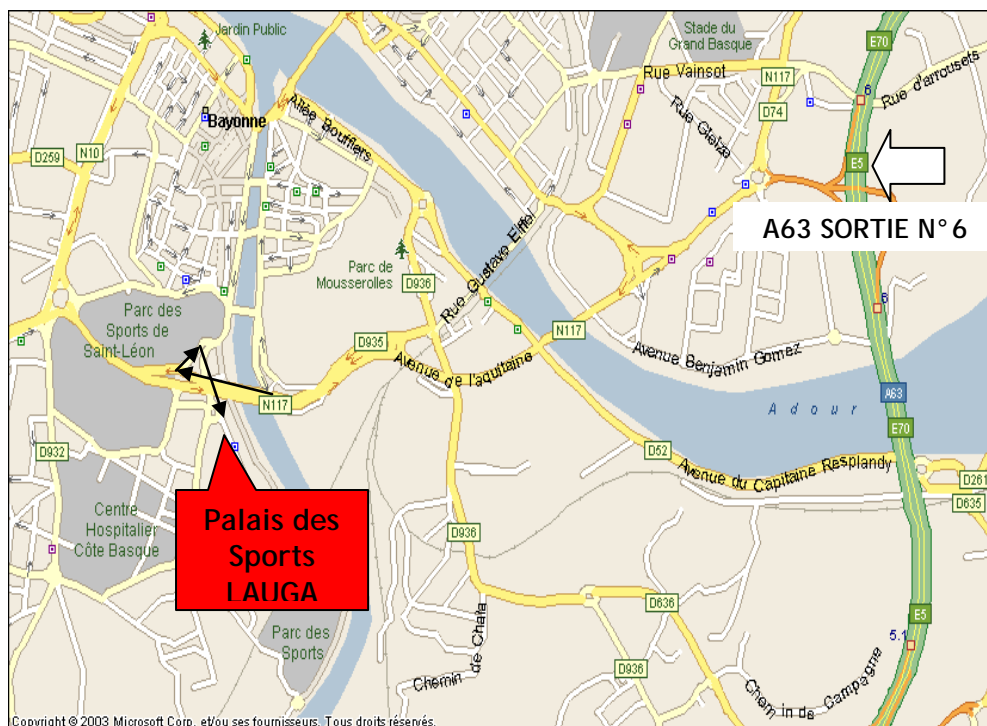 Jardin Public
Stade du
Grand Basque
E70
Rue Vainsot
N117
6
Rue d'arrousets
Allée Boufflers
Bayonne
Rue Gleiza
D74
D259
N10
E5
A63 SORTIE N° 6
Parc de
Mousserolles
D936
Rue Gustave Eiffel
Parc des
Sports de
Saint-Léon
6
D935
N117
Avenue Benjamin Gomez
Avenue de l'aquitaine
A63
Adour
N117
E70
D932
D52
Avenue du Capitaine Resplandy
D261
D635
Palais des
Sports
LAUGA
Centre
Hospitalier
Côte Basque
D936
D636
E5
5.1
Parc des
Sports
D936
Chemin de Chala
Chemin de Campagne
Copyright © 2003 Microsoft Corp. et/ou ses fournisseurs. Tous droits réservés.